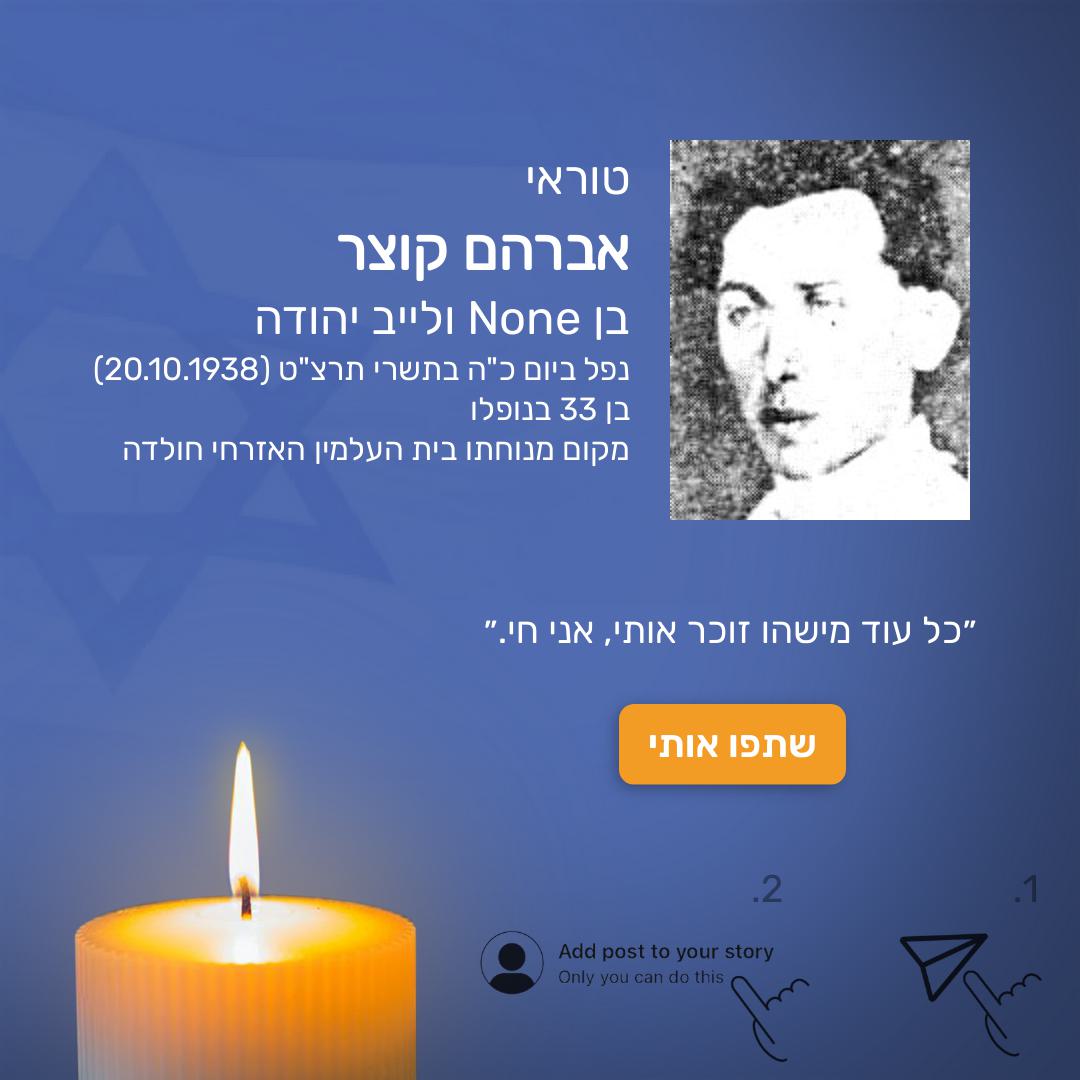 טוראי
אברהם קוצר
בן None ולייב יהודה
נפל ביום כ"ה בתשרי תרצ"ט (20.10.1938)
בן 33 בנופלו
מקום מנוחתו בית העלמין האזרחי חולדה
״כל עוד מישהו זוכר אותי, אני חי.״
שתפו אותי
1.
2.
Add post to your story
Only you can do this